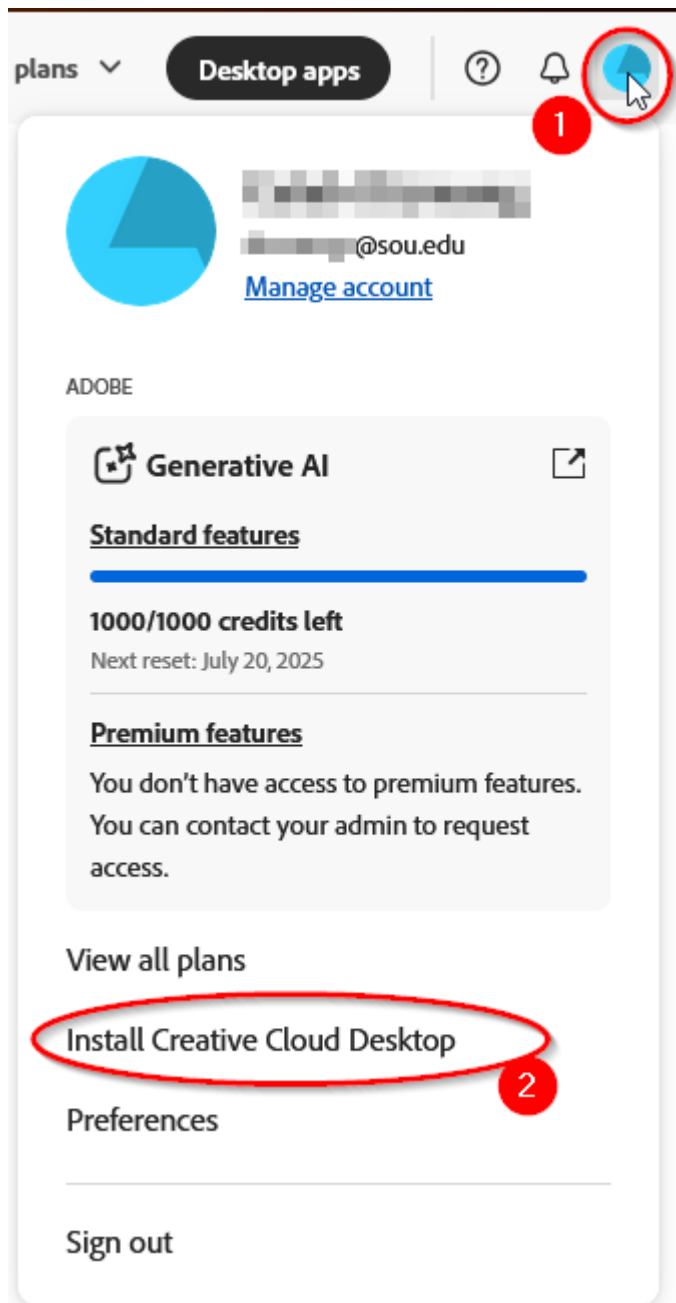 plans
Desktop apps
1
@sou.edu
Manage account
ADOBE
Generative AI
Standard features
1000/1000 credits left
Next reset: July 20, 2025
Premium features
You don't have access to premium features.
You can contact your admin to request
access.
View all plans
Install Creative Cloud Desktop
2
Preferences
Sign out